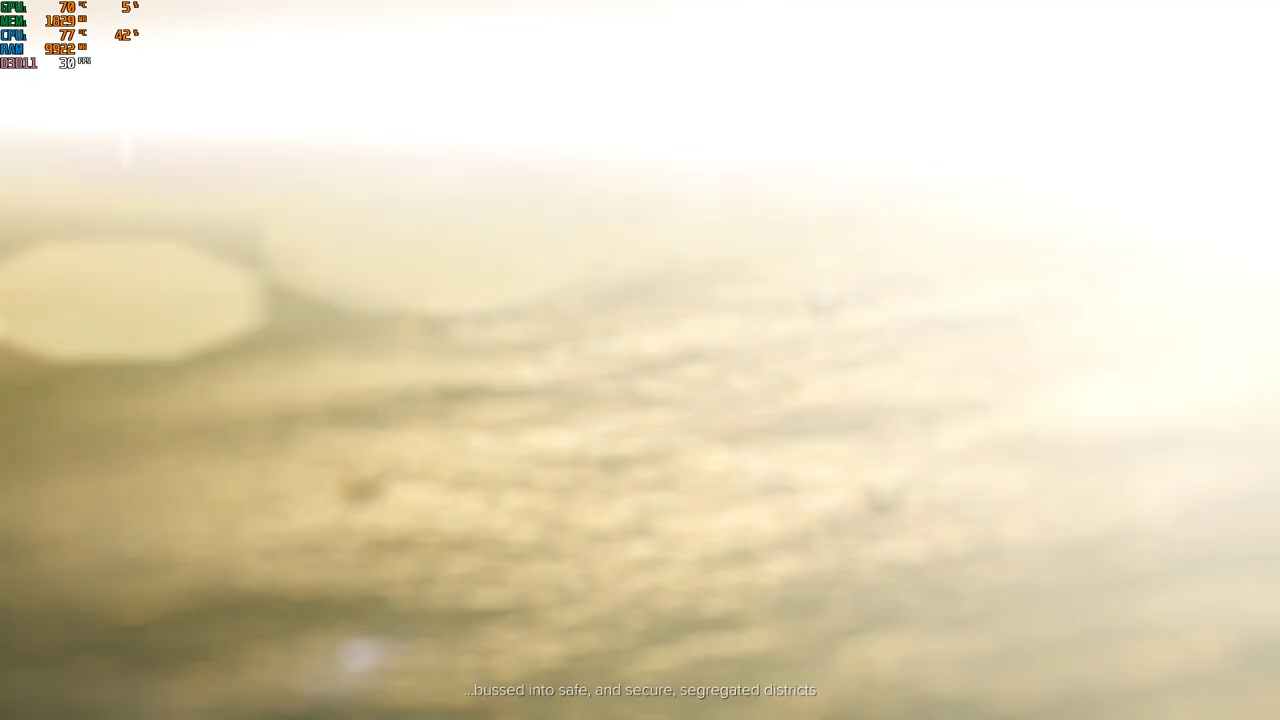 GPU: 70 °C 5 %
MEM: 1829 MB
CPU: 77 °C 42 %
RAM 9922 MB
D3D11 30 FPS
...bussed into safe, and secure, segregated districts